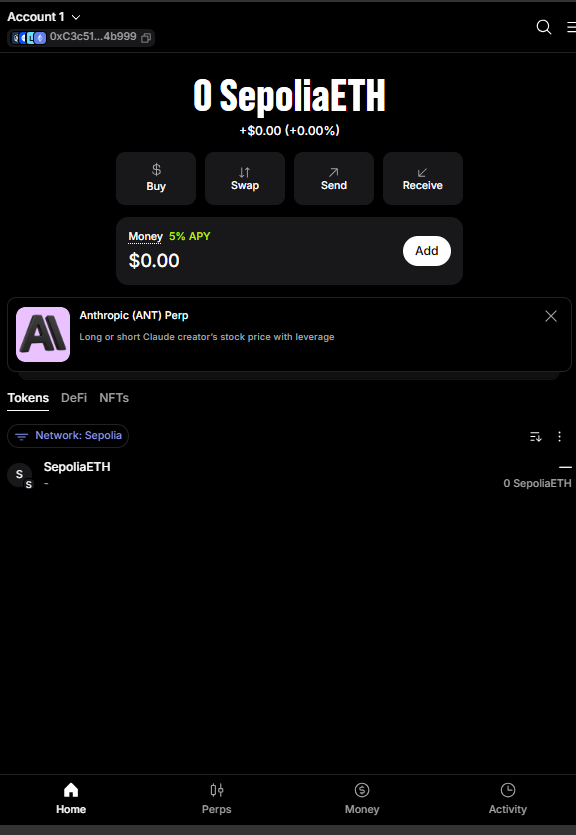 Account 1
0xC3c51...4b999
0 SepoliaETH
+$0.00 (+0.00%)
Buy
Swap
Send
Receive
Money 5% APY
$0.00
Add
Anthropic (ANT) Perp
Long or short Claude creator's stock price with leverage
Tokens DeFi NFTs
Network: Sepolia
S
S
SepoliaETH
-
—
0 SepoliaETH
Home
Perps
Money
Activity